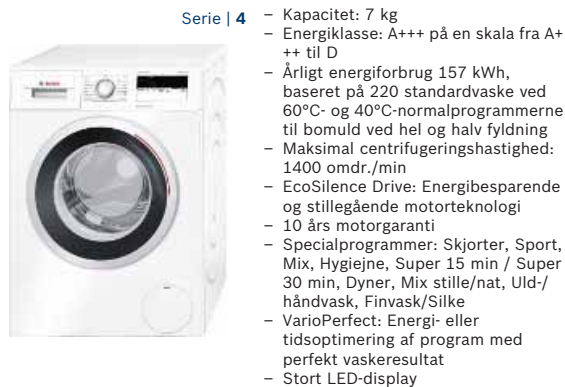 Serie | 4
– Kapacitet: 7 kg
– Energiklasse: A+++ på en skala fra A+
++ til D
– Årligt energiforbrug 157 kWh,
baseret på 220 standardvaske ved
60°C- og 40°C-normalprogrammerne
til bomuld ved hel og halv fyldning
– Maksimal centrifugeringshastighed:
1400 omdr./min
– EcoSilence Drive: Energibesparende
og stillegående motorteknologi
– 10 års motorgaranti
– Specialprogrammer: Skjorter, Sport,
Mix, Hygiejne, Super 15 min / Super
30 min, Dyner, Mix stille/nat, Uld-/
håndvask, Finvask/Silke
– VarioPerfect: Energi- eller
tidsoptimering af program med
perfekt vaskeresultat
– Stort LED-display
BOSCH